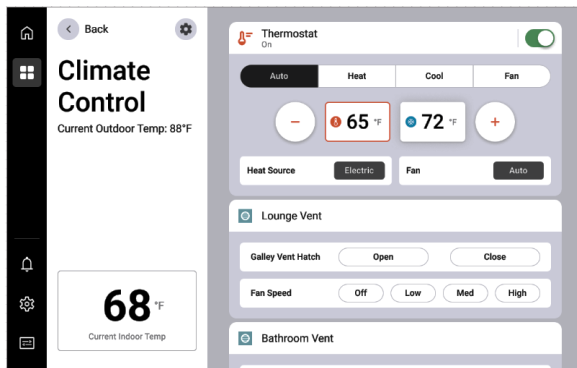 Back
Climate
Control
Current Outdoor Temp: 88°F
68 °F
Current Indoor Temp
Thermostat
On
Auto Heat Cool Fan
− 65 °F 72 °F +
Heat Source Electric Fan Auto
Lounge Vent
Galley Vent Hatch Open Close
Fan Speed Off Low Med High
Bathroom Vent